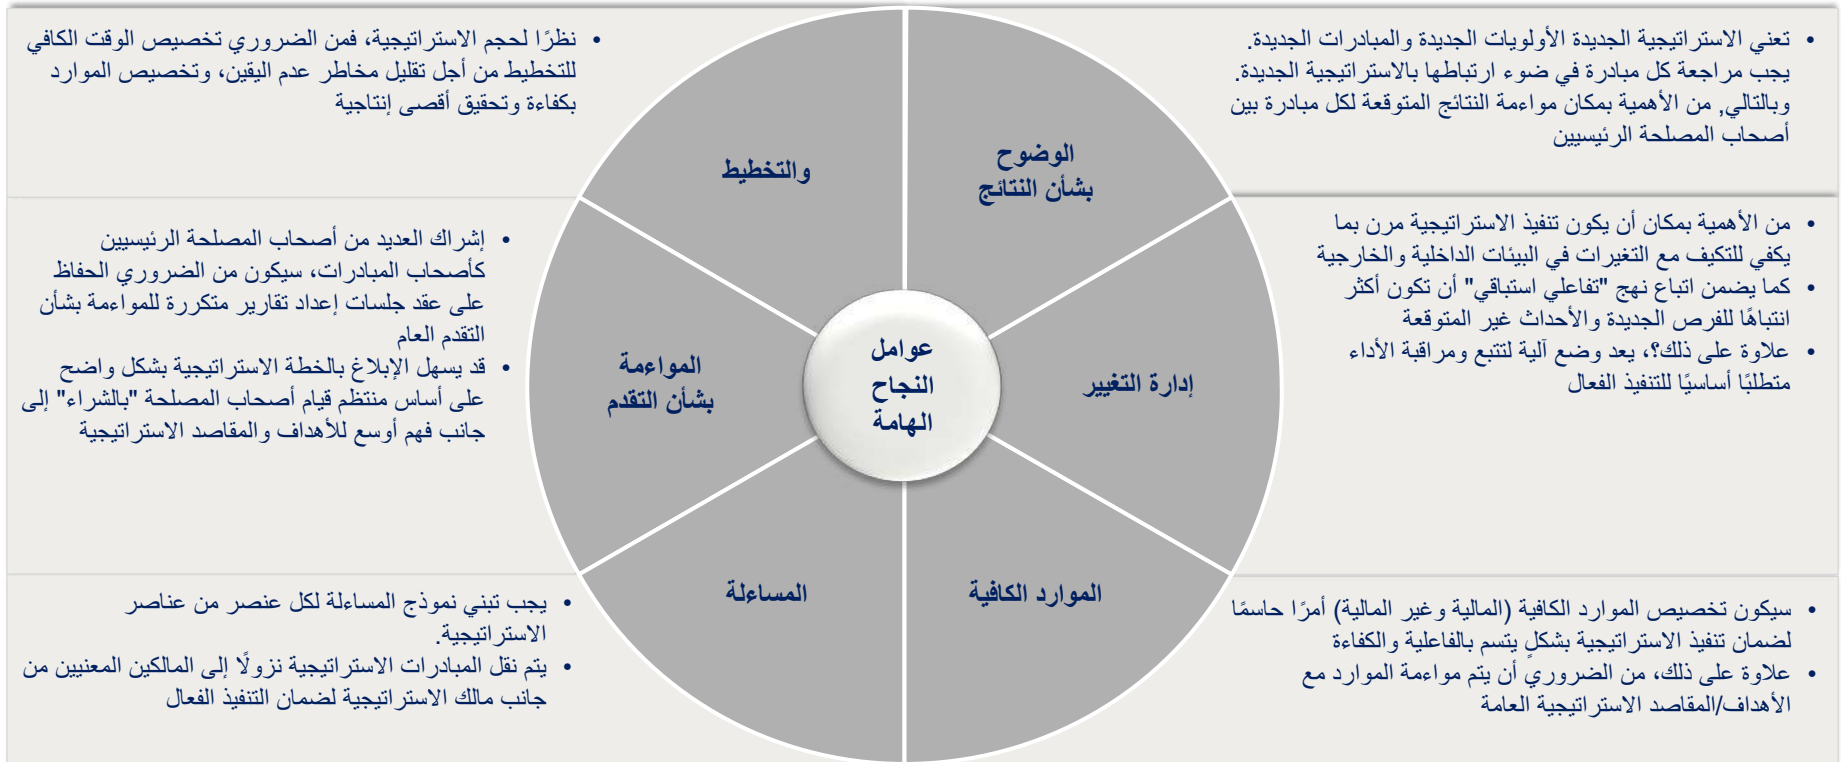 • تعني الاستراتيجية الجديدة الأولويات الجديدة والمبادرات الجديدة.
يجب مراجعة كل مبادرة في ضوء ارتباطها بالاستراتيجية الجديدة.
وبالتالي, من الأهمية بمكان مواءمة النتائج المتوقعة لكل مبادرة بين
أصحاب المصلحة الرئيسيين
• نظرًا لحجم الاستراتيجية، فمن الضروري تخصيص الوقت الكافي
للتخطيط من أجل تقليل مخاطر عدم اليقين، وتخصيص الموارد
بكفاءة وتحقيق أقصى إنتاجية
الوضوح
بشأن النتائج
والتخطيط
• من الأهمية بمكان أن يكون تنفيذ الاستراتيجية مرن بما
يكفي للتكيف مع التغيرات في البيئات الداخلية والخارجية
• كما يضمن اتباع نهج "تفاعلي استباقي" أن تكون أكثر
انتباهًا للفرص الجديدة والأحداث غير المتوقعة
• علاوة على ذلك؟، يعد وضع آلية لتتبع ومراقبة الأداء
متطلبًا أساسيًا للتنفيذ الفعال
إدارة التغيير
عوامل
النجاح
الهامة
المواءمة
بشأن التقدم
• إشراك العديد من أصحاب المصلحة الرئيسيين
كأصحاب المبادرات، سيكون من الضروري الحفاظ
على عقد جلسات إعداد تقارير متكررة للمواءمة بشأن
التقدم العام
• قد يسهل الإبلاغ بالخطة الاستراتيجية بشكل واضح
على أساس منتظم قيام أصحاب المصلحة "بالشراء" إلى
جانب فهم أوسع للأهداف والمقاصد الاستراتيجية
الموارد الكافية
المساءلة
• سيكون تخصيص الموارد الكافية (المالية وغير المالية) أمرًا حاسمًا
لضمان تنفيذ الاستراتيجية بشكلٍ يتسم بالفاعلية والكفاءة
• علاوة على ذلك، من الضروري أن يتم مواءمة الموارد مع
الأهداف/المقاصد الاستراتيجية العامة
• يجب تبني نموذج المساءلة لكل عنصر من عناصر
الاستراتيجية.
• يتم نقل المبادرات الاستراتيجية نزولًا إلى المالكين المعنيين من
جانب مالك الاستراتيجية لضمان التنفيذ الفعال